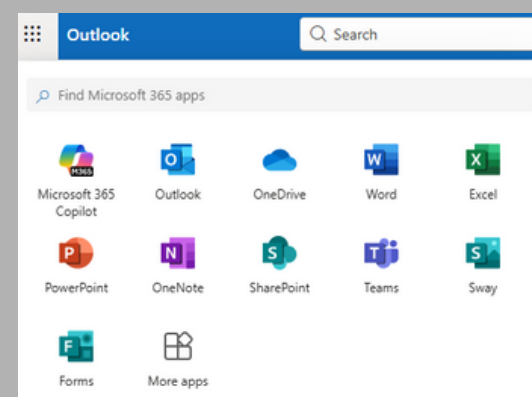 Outlook
Search
Find Microsoft 365 apps
M365
O
W
X
Microsoft 365
Copilot
Outlook
OneDrive
Word
Excel
P
N
S
T
S
PowerPoint
OneNote
SharePoint
Teams
Sway
F
Forms
More apps